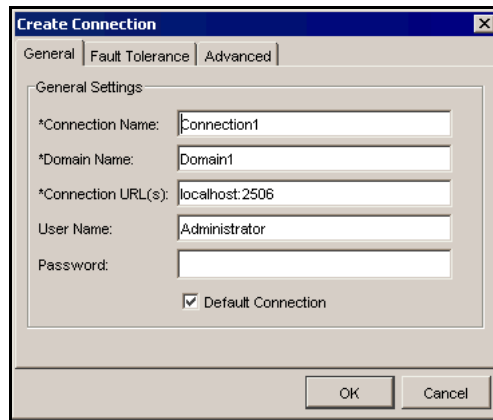 Create Connection
General Fault Tolerance Advanced
General Settings
*Connection Name: Connection1
*Domain Name: Domain1
*Connection URL(s): localhost:2506
User Name: Administrator
Password:
Default Connection
OK Cancel